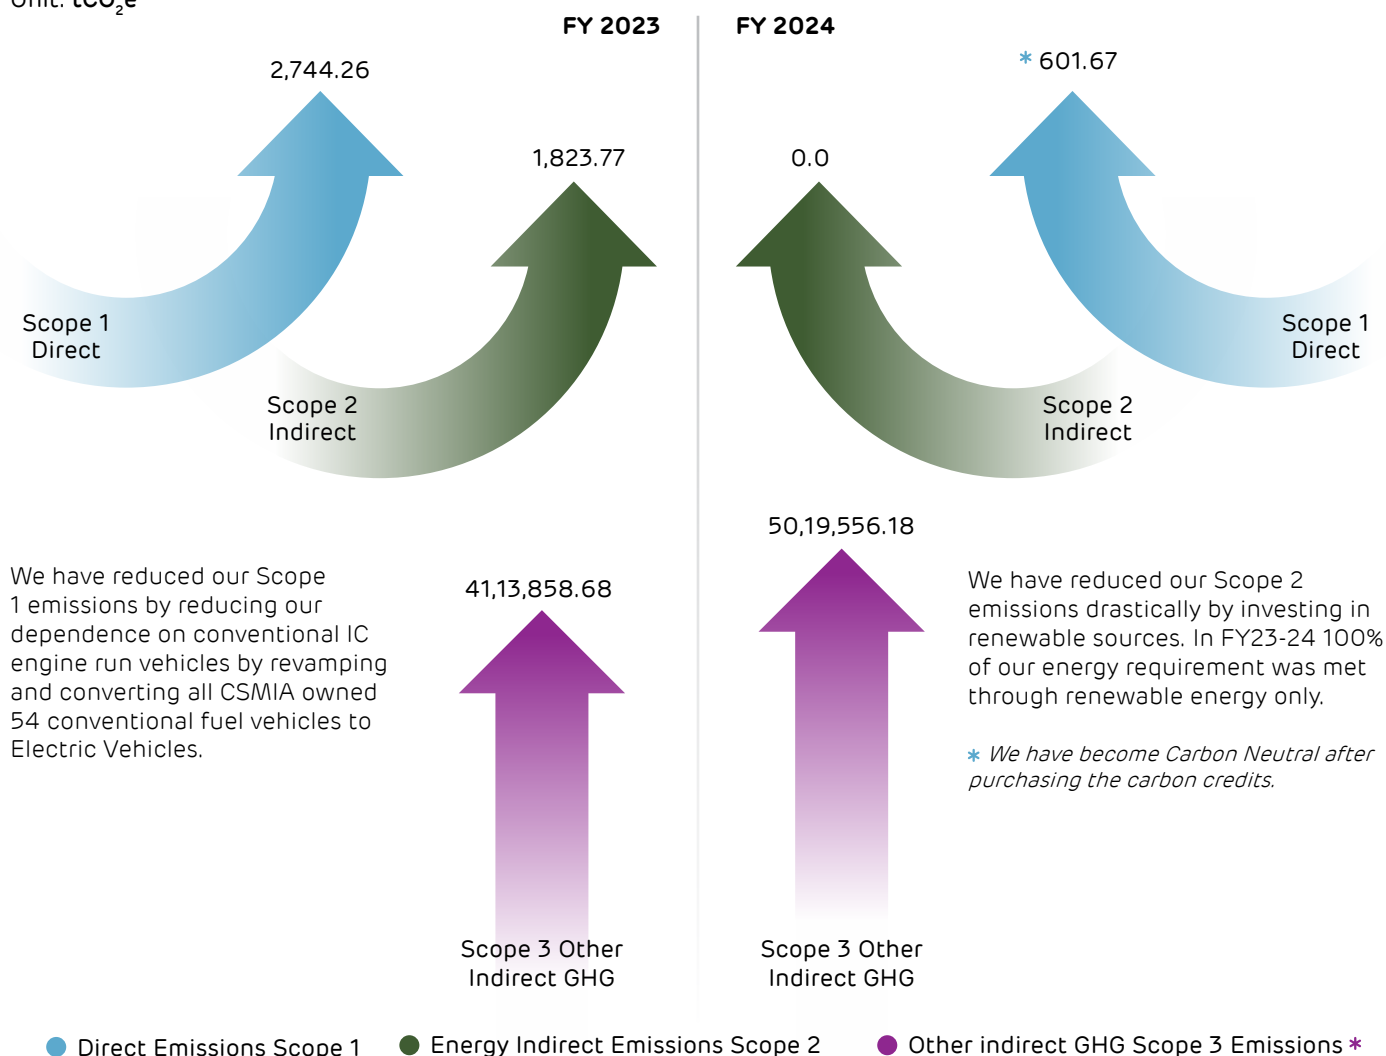 Unit: tCO2e
FY 2023
FY 2024
2,744.26
1,823.77
Scope 1
Direct
Scope 2
Indirect
* 601.67
0.0
Scope 1
Direct
Scope 2
Indirect
We have reduced our Scope
1 emissions by reducing our
dependence on conventional IC
engine run vehicles by revamping
and converting all CSMIA owned
54 conventional fuel vehicles to
Electric Vehicles.
41,13,858.68
Scope 3 Other
Indirect GHG
50,19,556.18
Scope 3 Other
Indirect GHG
We have reduced our Scope 2
emissions drastically by investing in
renewable sources. In FY23-24 100%
of our energy requirement was met
through renewable energy only.
* We have become Carbon Neutral after
purchasing the carbon credits.
Direct Emissions Scope 1
Energy Indirect Emissions Scope 2
Other indirect GHG Scope 3 Emissions *